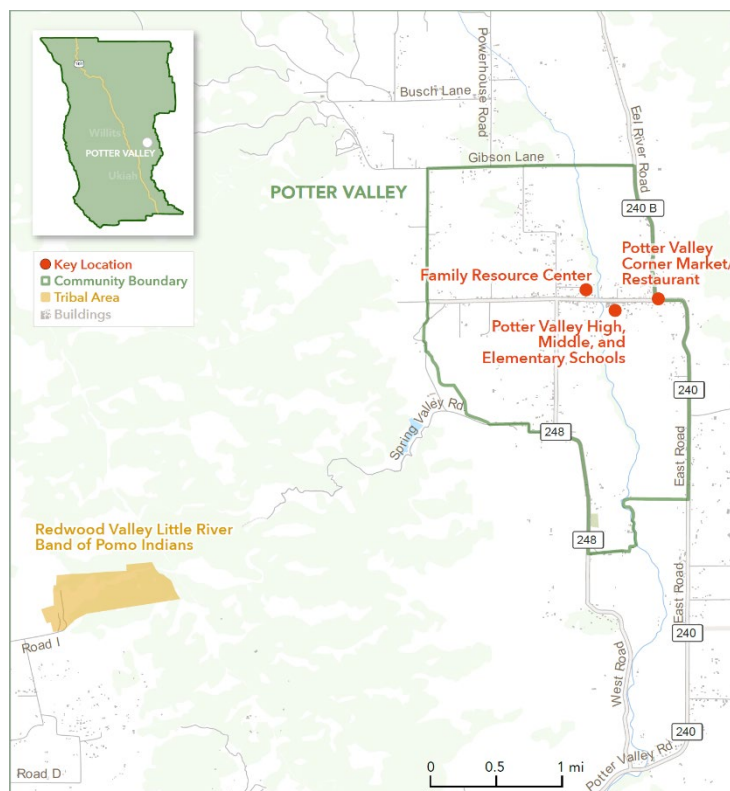 101
Willits
POTTER VALLEY
Ukiah
Key Location
Community Boundary
Tribal Area
Buildings
Powerhouse Road
Busch Lane
Eel River Road
Gibson Lane
POTTER VALLEY
240 B
Potter Valley
Corner Market/
Restaurant
Family Resource Center
Potter Valley High,
Middle, and
Elementary Schools
240
Spring Valley Rd
248
East Road
Redwood Valley Little River
Band of Pomo Indians
248
East Road
240
Road I
West Road
240
Potter Valley Rd
Road D
0 0.5 1 mi